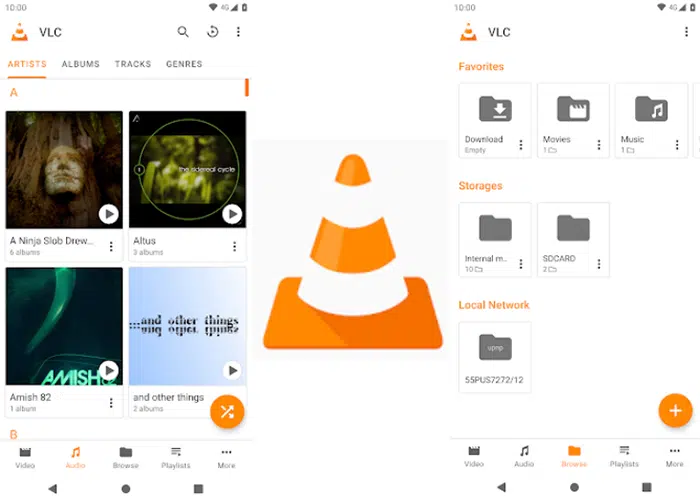 10:00
4G
VLC
ARTISTS ALBUMS TRACKS GENRES
A
the sidereal cycle
A Ninja Slob Drew...
6 albums
Altus
3 albums
AMISH 82
and other things
Amish 82
1 album
and other things
2 albums
B
Video Audio Browse Playlists More
10:00
4G
VLC
Favorites
Download
Empty
Movies
1
Music
1
Storages
Internal m..
10
SDCARD
2
Local Network
upnp
55PUS7272/12
Video Audio Browse Playlists More